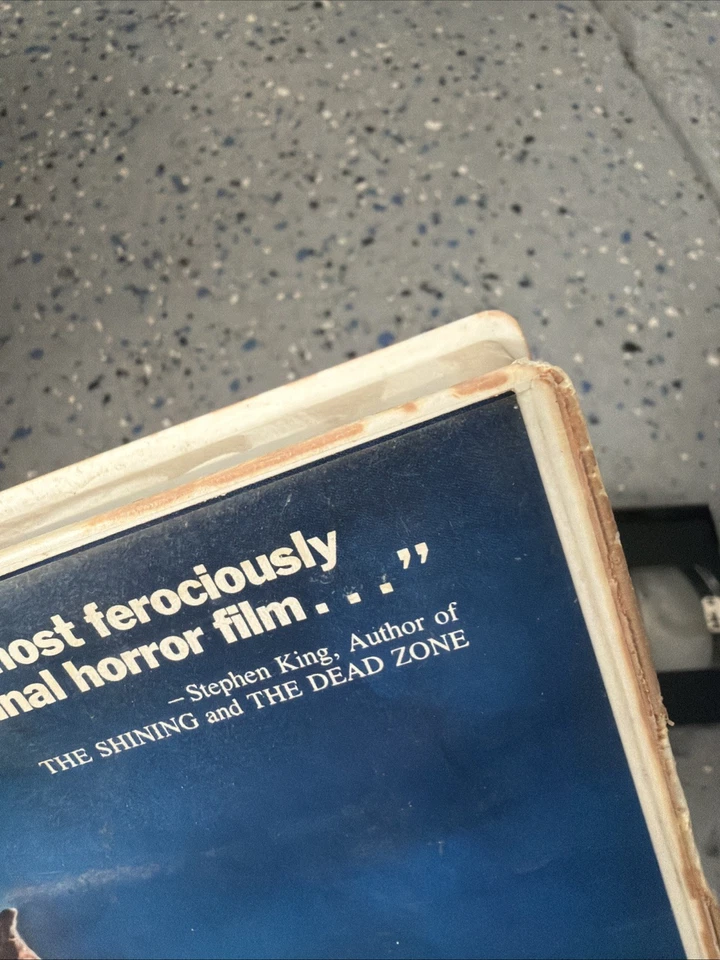 most ferociously
nal horror film . . .”
–Stephen King, Author of
THE SHINING and THE DEAD ZONE